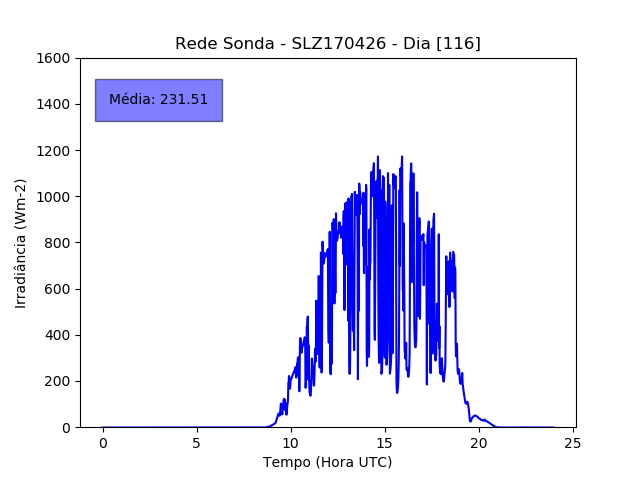 Rede Sonda - SLZ170426 - Dia [116]
1600
1400
1200
1000
800
600
400
200
0
Média: 231.51
Irradiância (Wm-2)
0 5 10 15 20 25
Tempo (Hora UTC)